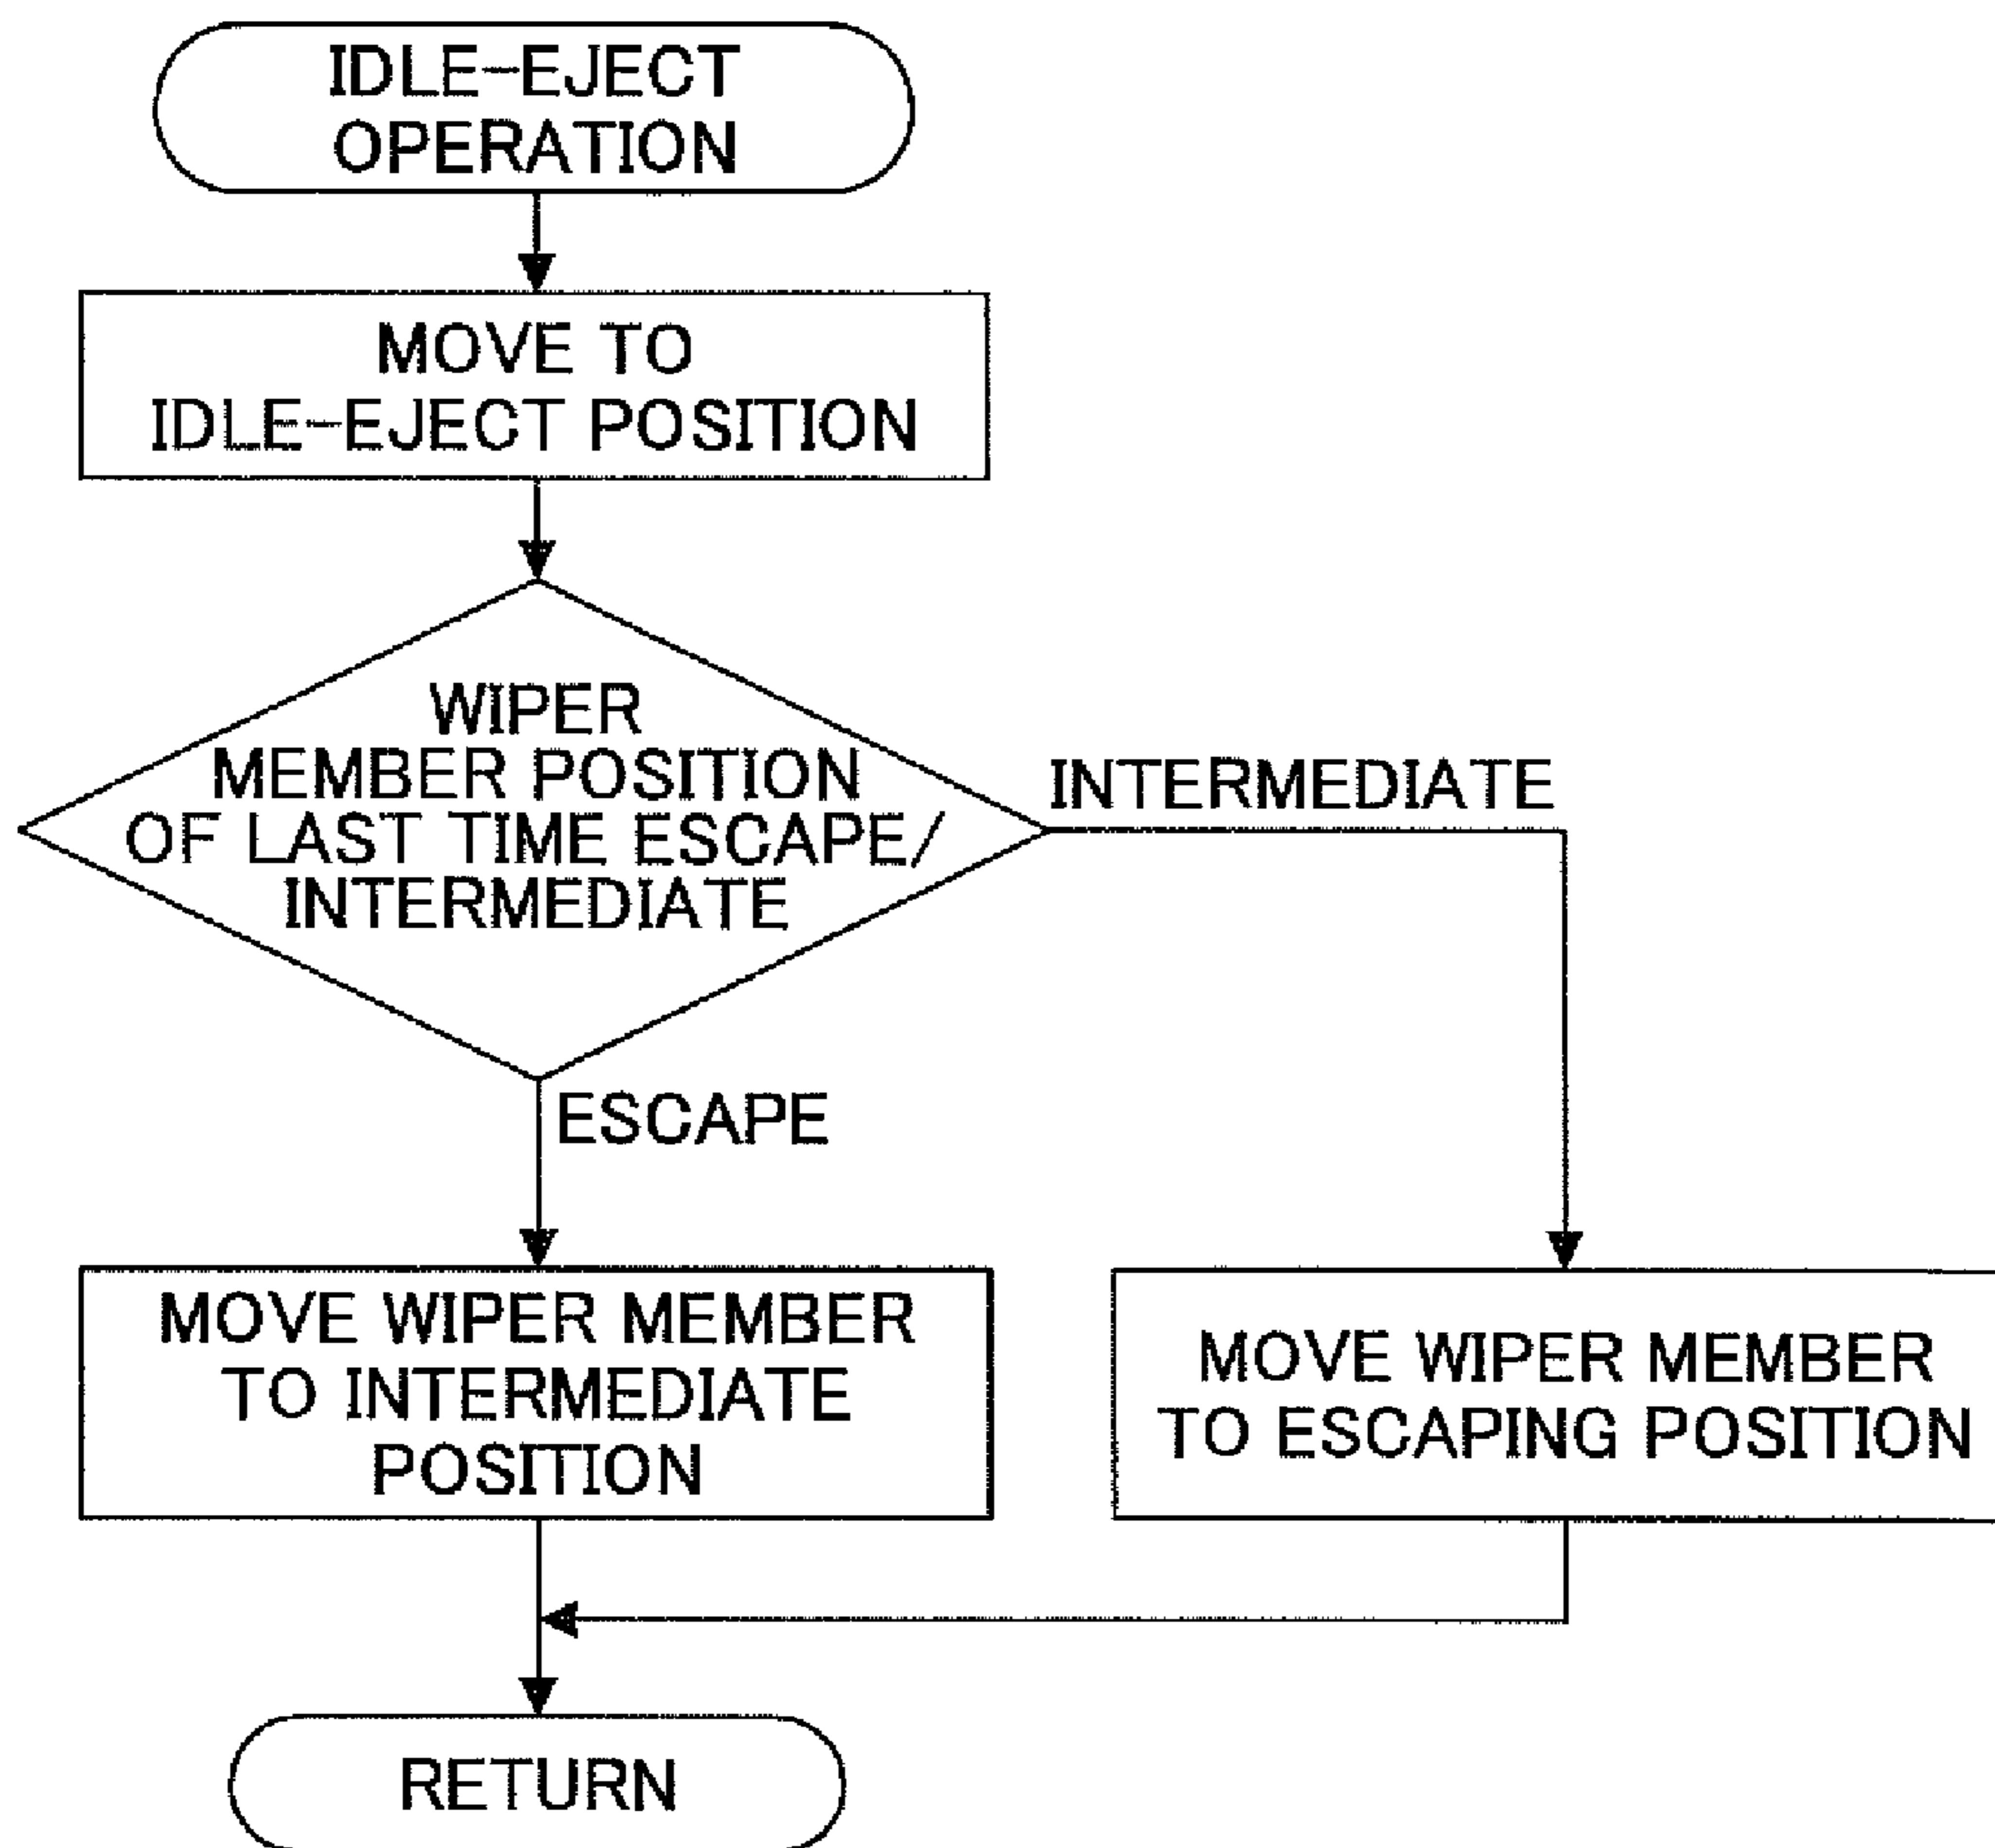 IDLE-EJECT
OPERATION
MOVE TO
IDLE-EJECT POSITION
WIPER
MEMBER POSITION
OF LAST TIME ESCAPE/
INTERMEDIATE
INTERMEDIATE
ESCAPE
MOVE WIPER MEMBER
TO INTERMEDIATE
POSITION
MOVE WIPER MEMBER
TO ESCAPING POSITION
RETURN